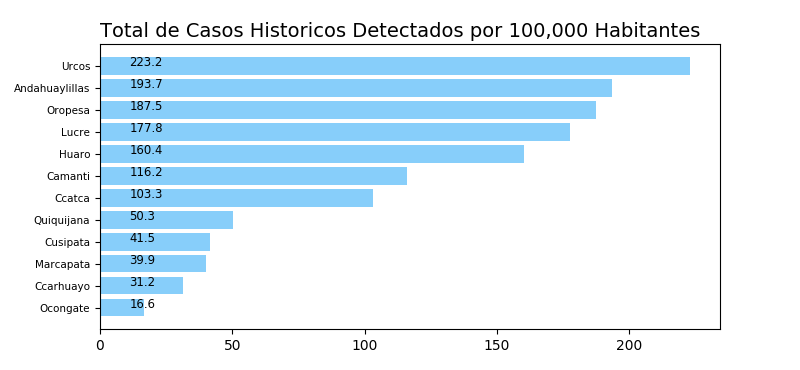 Total de Casos Historicos Detectados por 100,000 Habitantes
Urcos 223.2
Andahuaylillas 193.7
Oropesa 187.5
Lucre 177.8
Huaro 160.4
Camanti 116.2
Ccatca 103.3
Quiquijana 50.3
Cusipata 41.5
Marcapata 39.9
Ccarhuayo 31.2
Ocongate 16.6
0 50 100 150 200